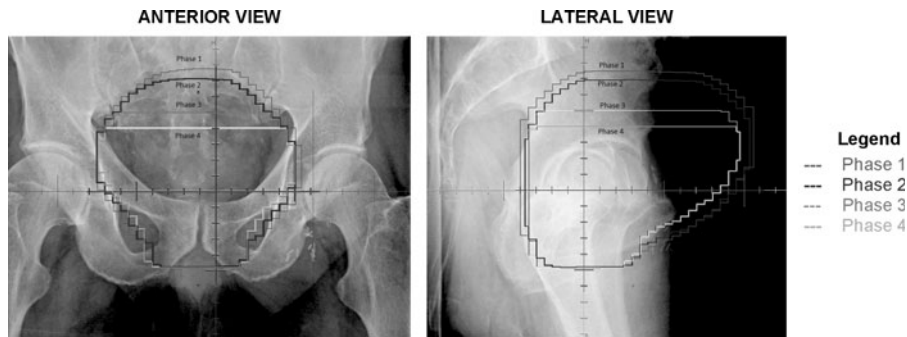 ANTERIOR VIEW
Phase 1
Phase 2
Phase 3
Phase 4
LATERAL VIEW
Phase 1
Phase 2
Phase 3
Phase 4
Legend
--- Phase 1
--- Phase 2
--- Phase 3
--- Phase 4